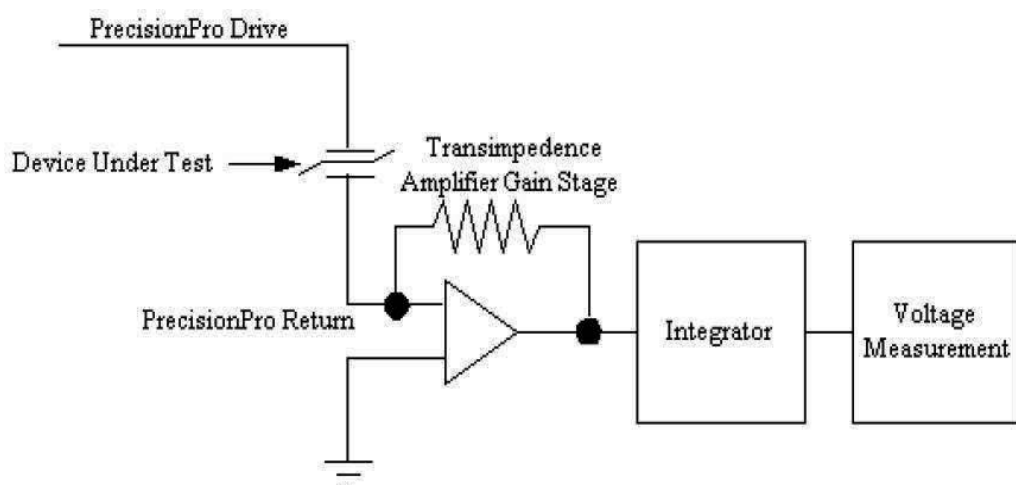 PrecisionPro Drive
Device Under Test
Transimpedence
Amplifier Gain Stage
PrecisionPro Return
Integrator
Voltage
Measurement